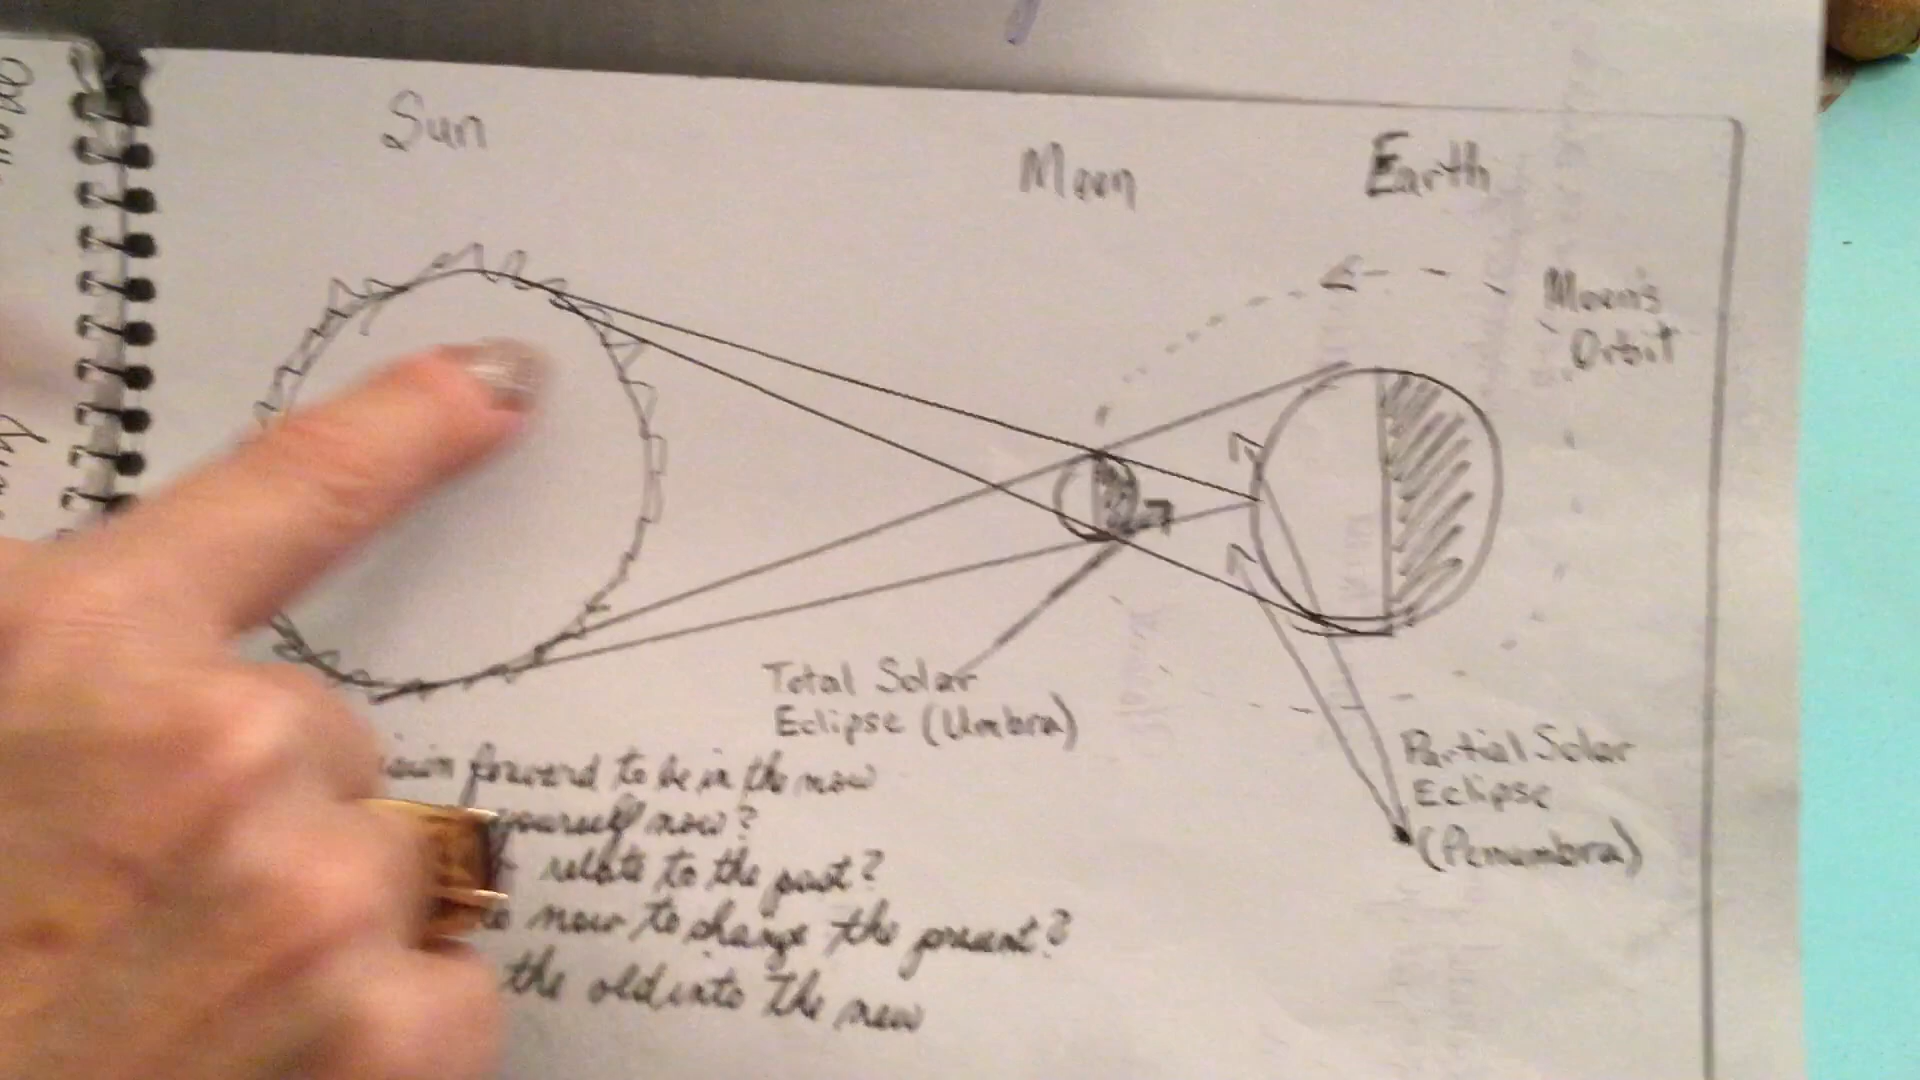 Sun
Moon
Earth
Moon's
Orbit
Total Solar
Eclipse (Umbra)
Partial Solar
Eclipse
(Penumbra)
forward to be in the now
yourself now?
relate to the past?
now to change the present?
the old into the new